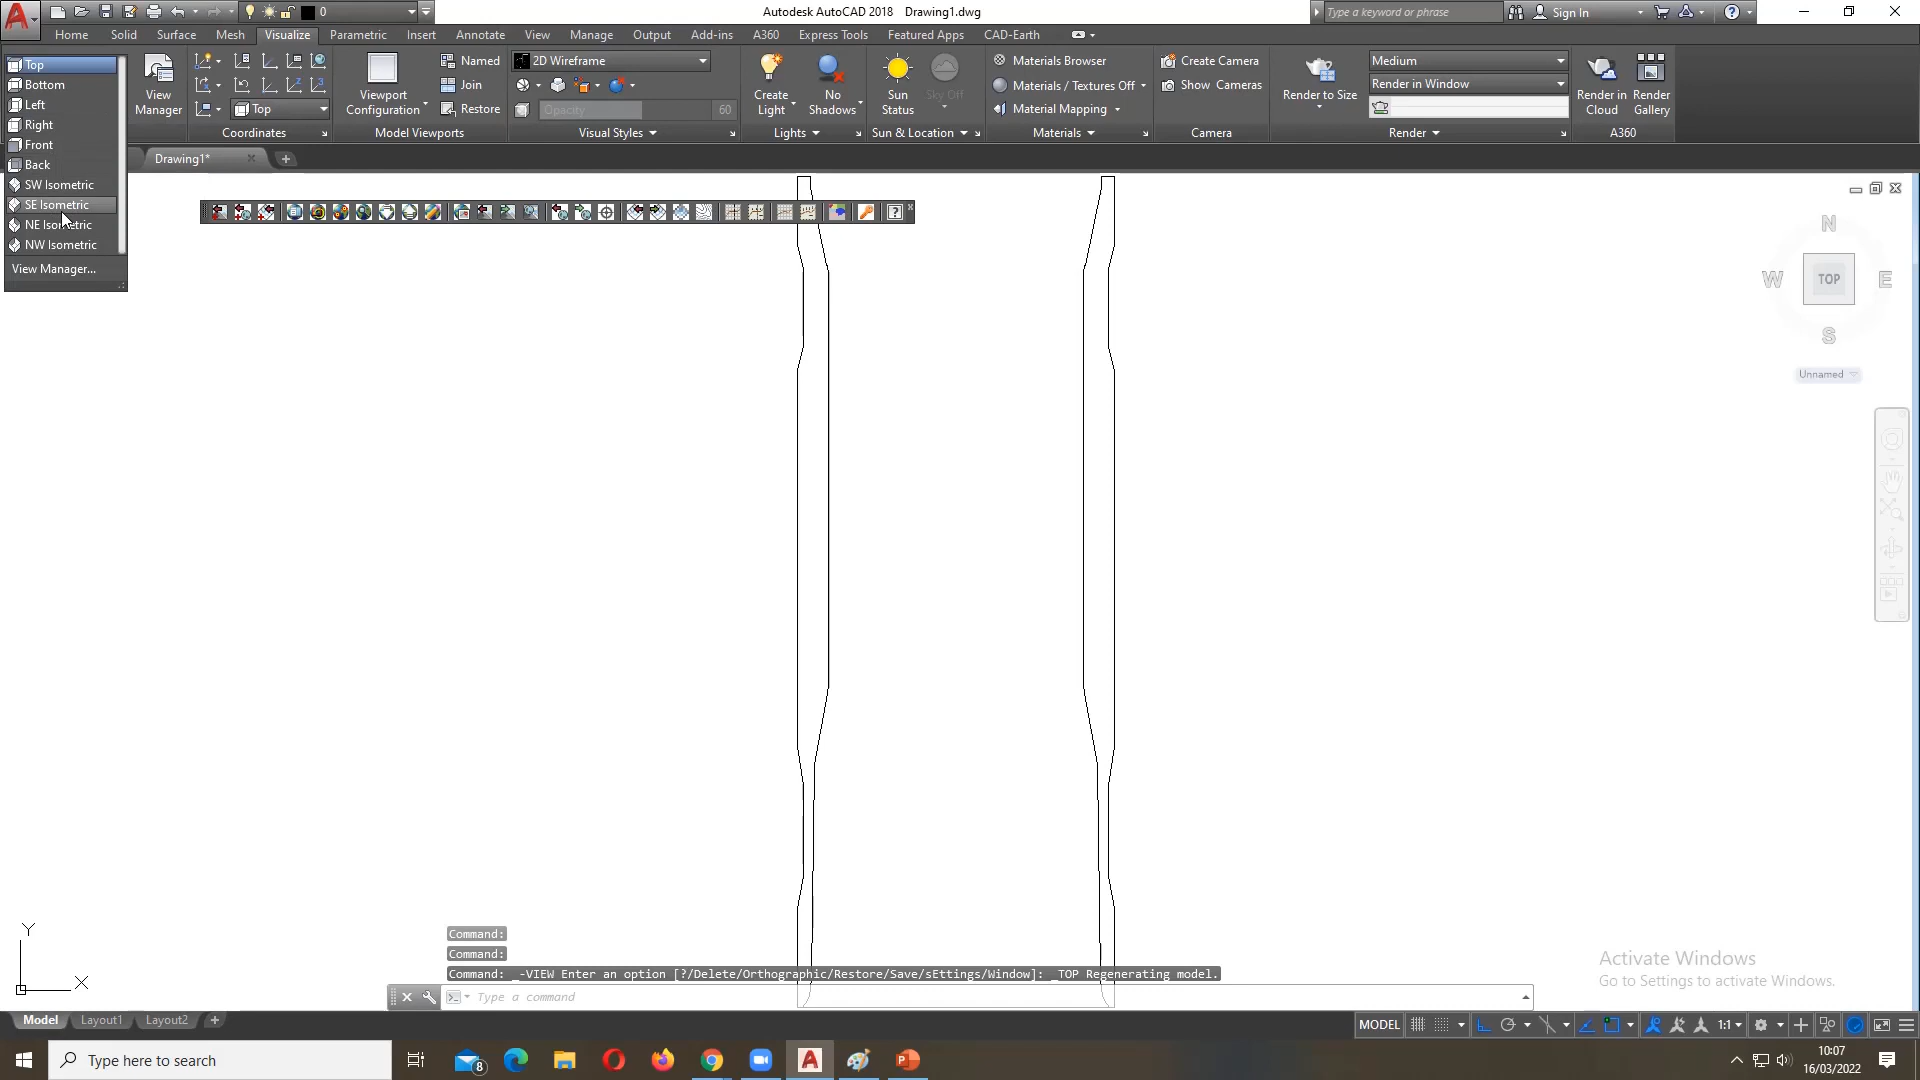 Autodesk AutoCAD 2018 Drawing1.dwg
0
Type a keyword or phrase
Sign In
Home Solid Surface Mesh Visualize Parametric Insert Annotate View Manage Output Add-ins A360 Express Tools Featured Apps CAD-Earth
Top
Bottom
Left
Right
Front
Back
SW Isometric
SE Isometric
NE Isometric
NW Isometric
View Manager...
View
Manager
Top
Coordinates
Viewport
Configuration
Named
Join
Restore
Model Viewports
2D Wireframe
Opacity 60
Visual Styles
Create
Light
No
Shadows
Lights
Sun
Status
Sky Off
Sun & Location
Materials Browser
Materials / Textures Off
Material Mapping
Materials
Create Camera
Show Cameras
Camera
Render to Size
Medium
Render in Window
Render
Render in
Cloud
Render
Gallery
A360
Drawing1*
N
W TOP E
S
Unnamed
Y
X
Command:
Command:
Command: _-VIEW Enter an option [?/Delete/Orthographic/Restore/Save/sEttings/Window]: _TOP Regenerating model.
Type a command
Activate Windows
Go to Settings to activate Windows.
Model Layout1 Layout2
MODEL 1:1
Type here to search
8
10:07
16/03/2022